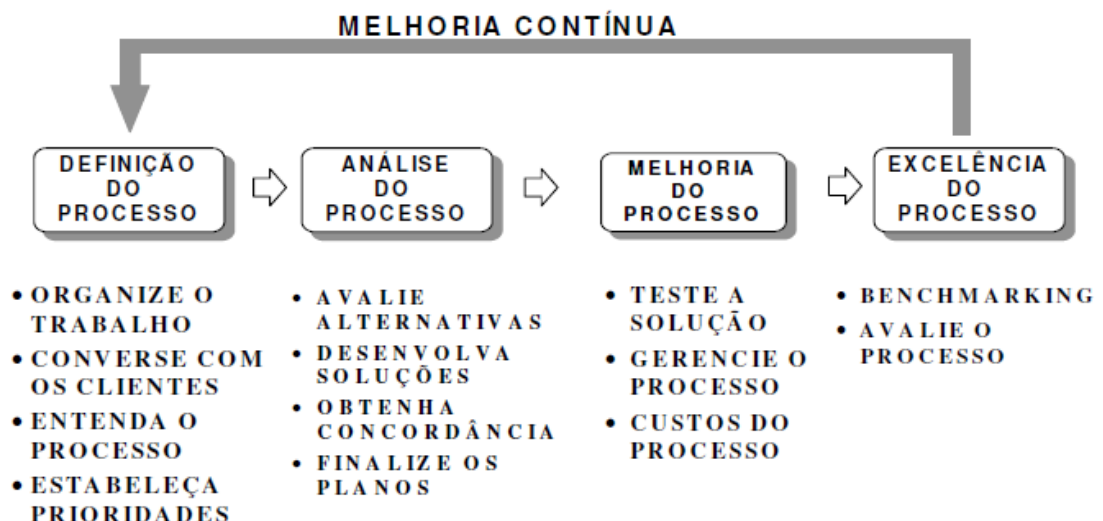 MELHORIA CONTÍNUA
DEFINIÇÃO
DO
PROCESSO
ANÁLISE
DO
PROCESSO
MELHORIA
DO
PROCESSO
EXCELÊNCIA
DO
PROCESSO
• ORGANIZE O
TRABALHO
• CONVERSE COM
OS CLIENTES
• ENTENDA O
PROCESSO
• ESTABELEÇA
PRIORIDADES
• AVALIE
ALTERNATIVAS
• DESENVOLVA
SOLUÇÕES
• OBTENHA
CONCORDÂNCIA
• FINALIZE OS
PLANOS
• TESTE A
SOLUÇÃO
• GERENCIE O
PROCESSO
• CUSTOS DO
PROCESSO
• BENCHMARKING
• AVALIE O
PROCESSO